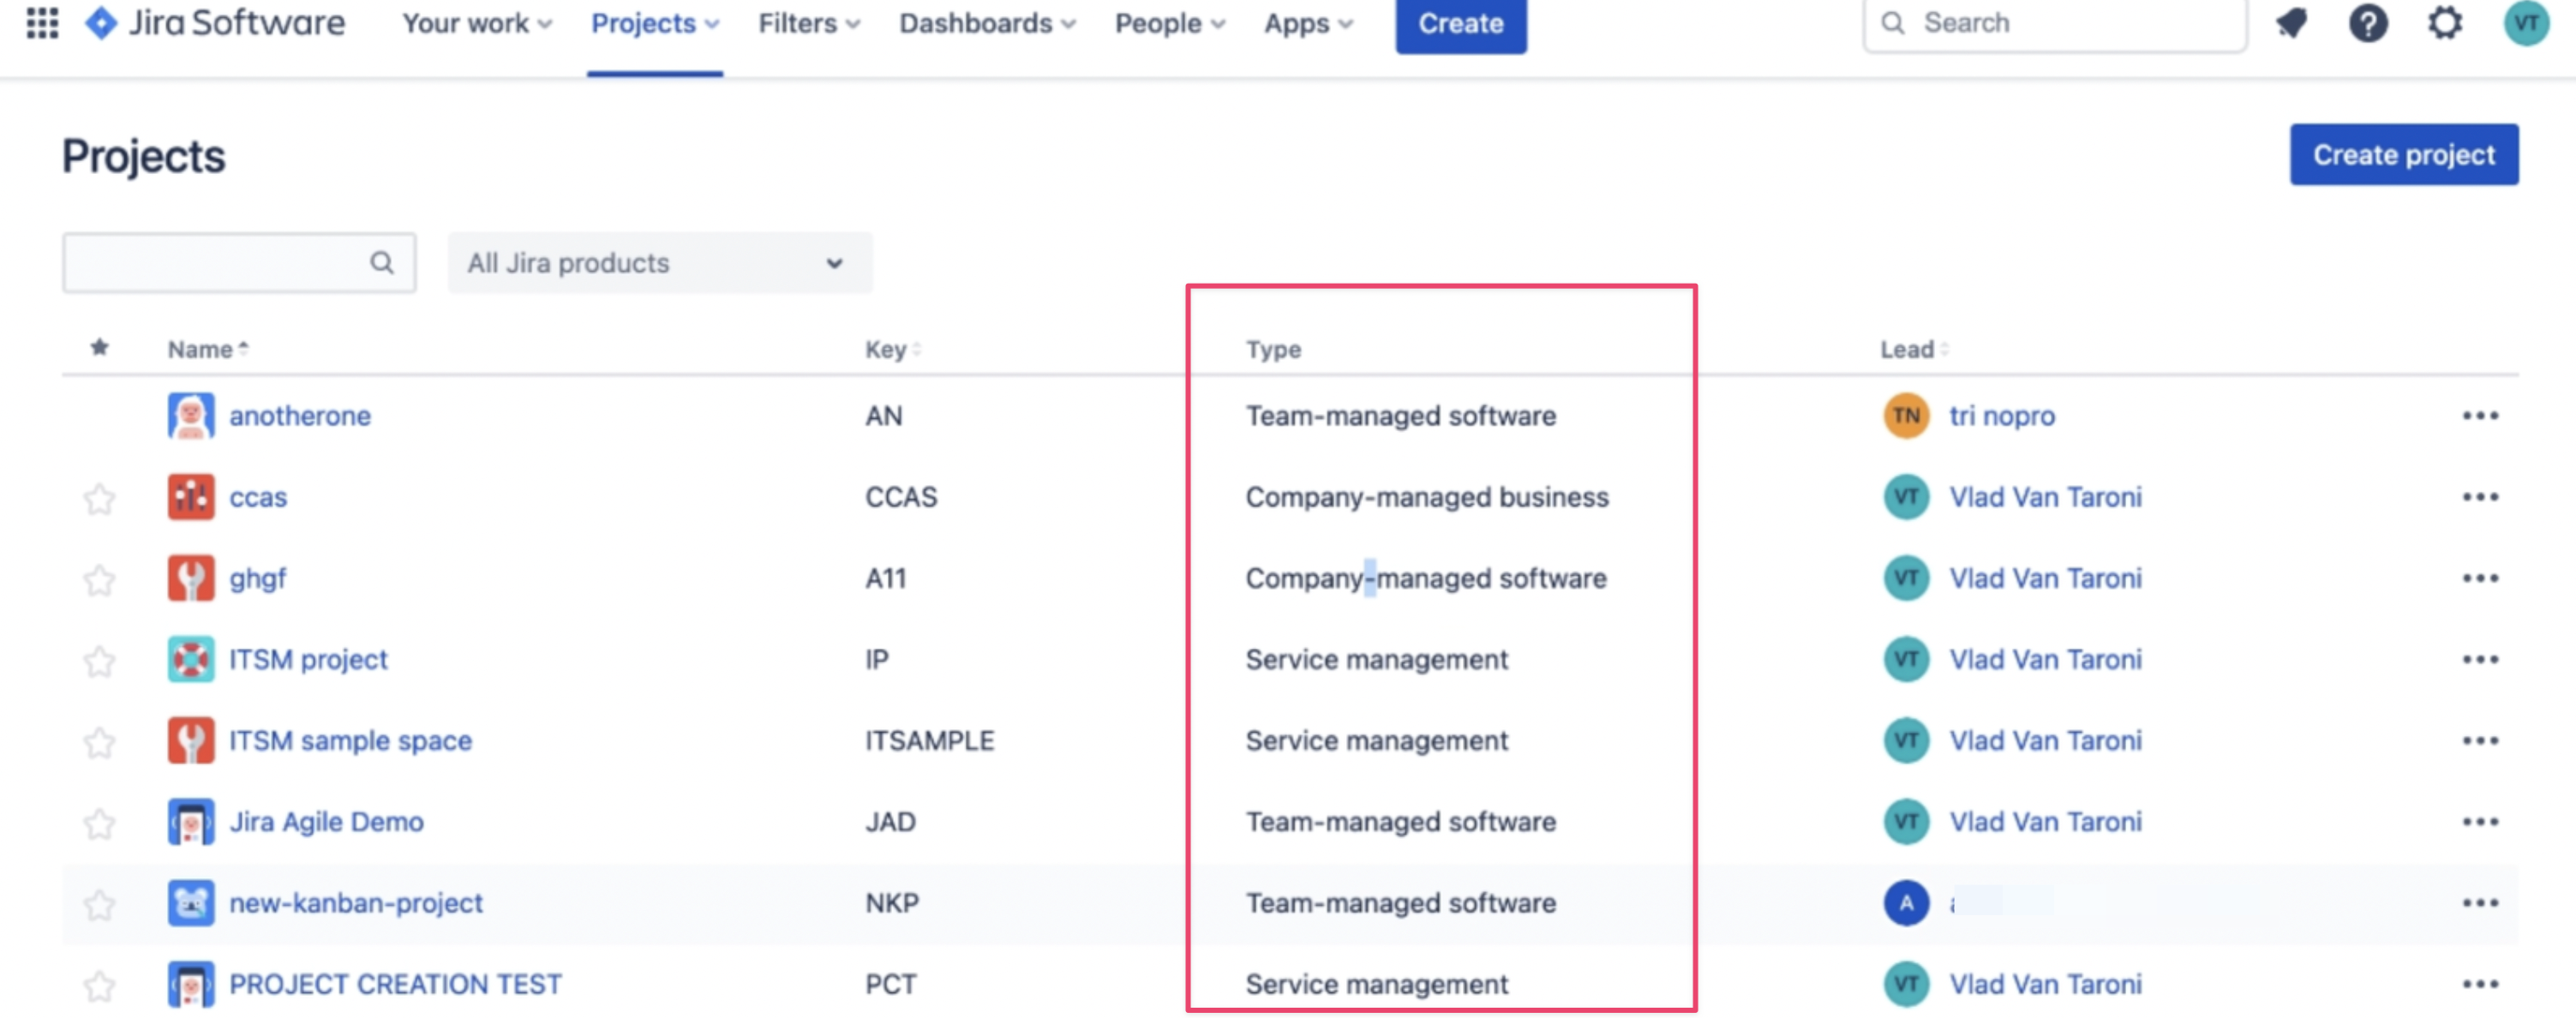 Jira Software Your work Projects Filters Dashboards People Apps Create Search VT
Projects Create project
All Jira products
Name Key Type Lead
anotherone AN Team-managed software TN tri nopro
ccas CCAS Company-managed business VT Vlad Van Taroni
ghgf A11 Company-managed software VT Vlad Van Taroni
ITSM project IP Service management VT Vlad Van Taroni
ITSM sample space ITSAMPLE Service management VT Vlad Van Taroni
Jira Agile Demo JAD Team-managed software VT Vlad Van Taroni
new-kanban-project NKP Team-managed software A
PROJECT CREATION TEST PCT Service management VT Vlad Van Taroni